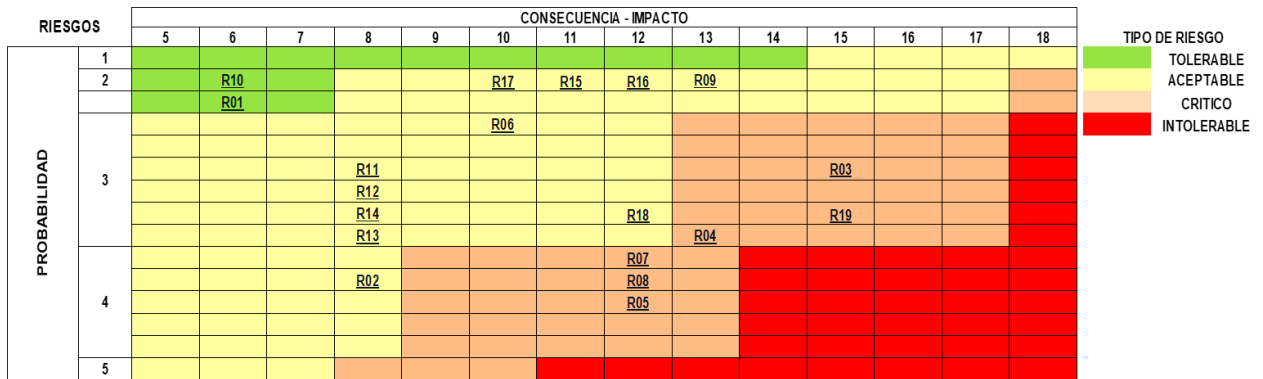 RIESGOS CONSECUENCIA - IMPACTO
5 6 7 8 9 10 11 12 13 14 15 16 17 18 TIPO DE RIESGO
1 TOLERABLE
2 R10 R17 R15 R16 R09 ACEPTABLE
R01 CRITICO
R06 INTOLERABLE
PROBABILIDAD
3 R11 R03
R12
R14 R18 R19
R13 R04
R07
R02 R08
4 R05
5